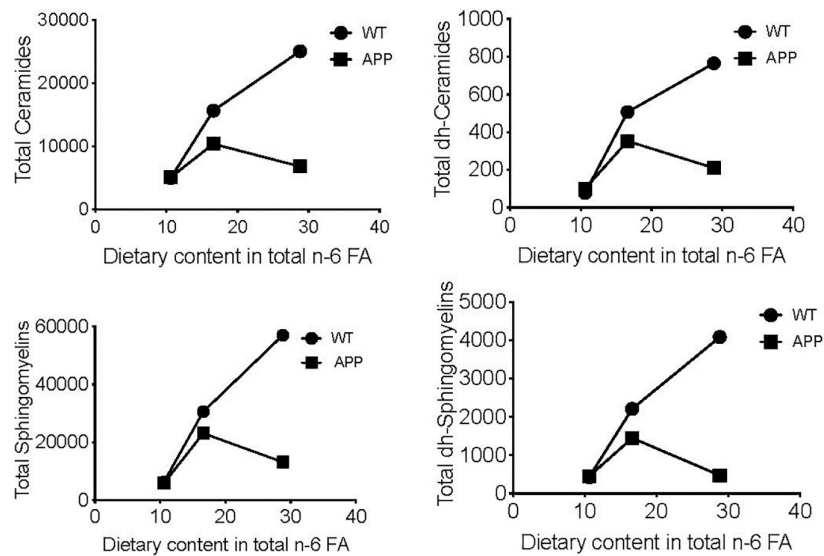 Total Ceramides
30000
20000
10000
0
0 10 20 30 40
Dietary content in total n-6 FA
WT
APP
Total dh-Ceramides
1000
800
600
400
200
0
0 10 20 30 40
Dietary content in total n-6 FA
WT
APP
Total Sphingomyelins
60000
40000
20000
0
0 10 20 30 40
Dietary content in total n-6 FA
WT
APP
Total dh-Sphingomyelins
5000
4000
3000
2000
1000
0
0 10 20 30 40
Dietary content in total n-6 FA
WT
APP